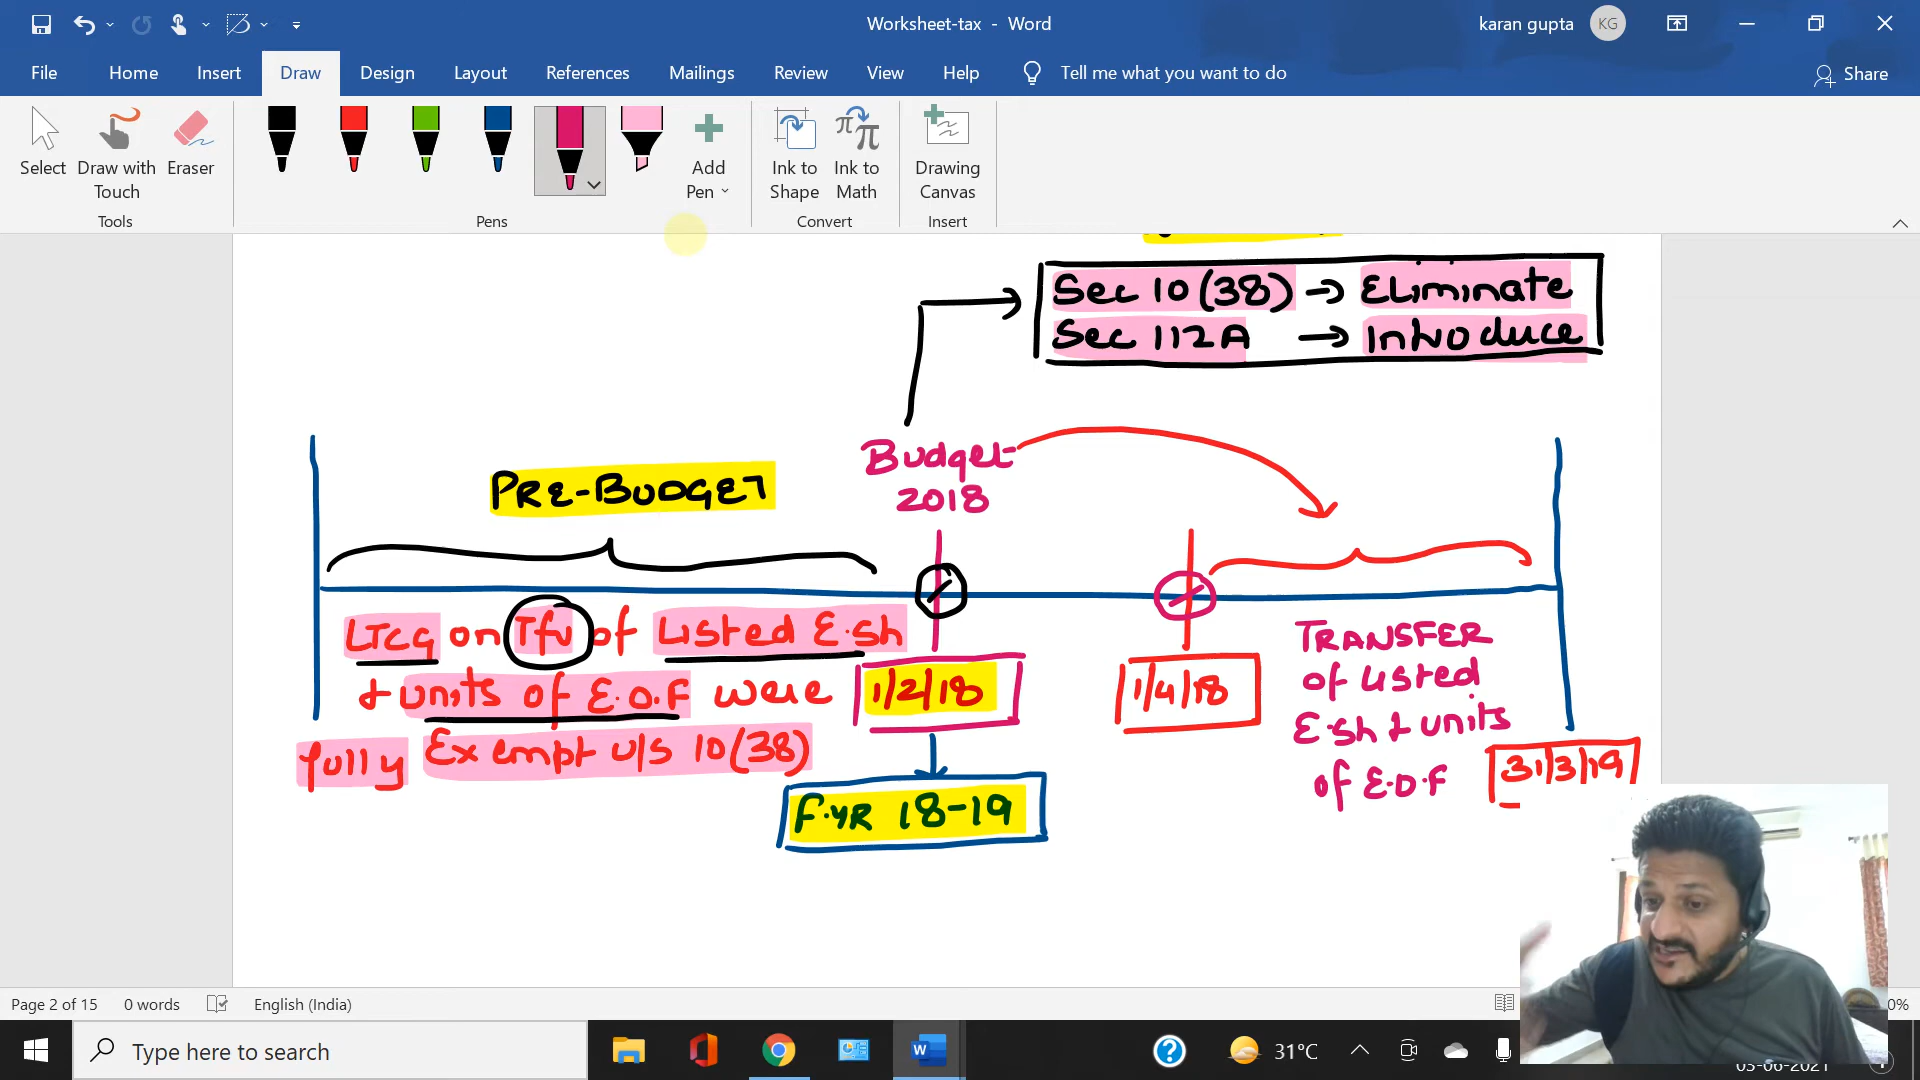 Worksheet-tax - Word
karan gupta
KG
File
Home
Insert
Draw
Design
Layout
References
Mailings
Review
View
Help
Tell me what you want to do
Share
Select
Draw with Touch
Eraser
Add Pen
Ink to Shape
Ink to Math
Drawing Canvas
Tools
Pens
Convert
Insert
Sec 10 (38) → Eliminate
Sec 112A → Introduce
Budget
2018
PRE-BUDGET
LTCG on Tfr of Listed E.sh
+ units of E.O.F were
fully Exempt u/s 10(38)
1/2/18
F.YR 18-19
1/4/18
TRANSFER
of Listed
E.sh + units
of E.O.F
31/3/19
Page 2 of 15
0 words
English (India)
0%
Type here to search
31°C
03-06-2021